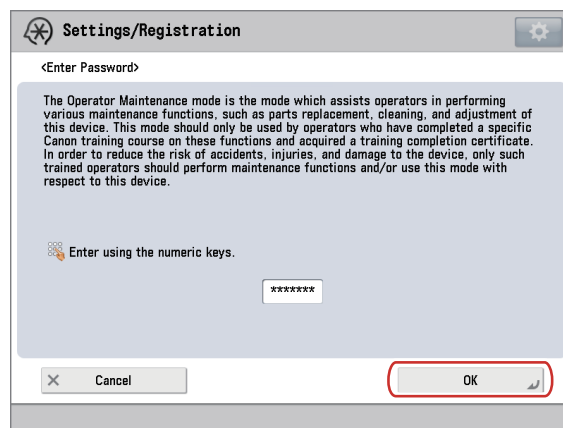 Settings/Registration
<Enter Password>
The Operator Maintenance mode is the mode which assists operators in performing
various maintenance functions, such as parts replacement, cleaning, and adjustment of
this device. This mode should only be used by operators who have completed a specific
Canon training course on these functions and acquired a training completion certificate.
In order to reduce the risk of accidents, injuries, and damage to the device, only such
trained operators should perform maintenance functions and/or use this mode with
respect to this device.
Enter using the numeric keys.
*******
Cancel
OK